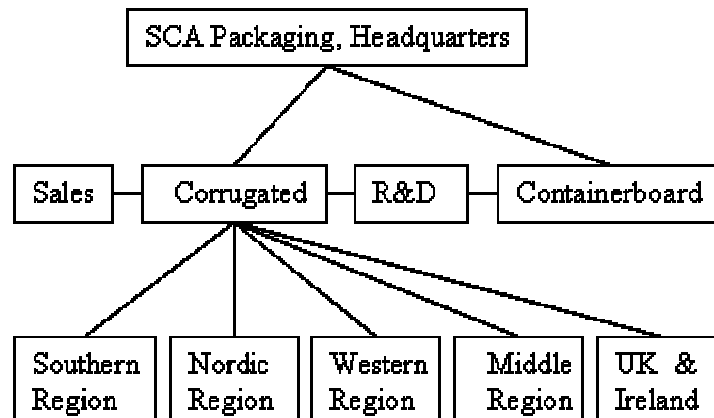 SCA Packaging, Headquarters
Sales
Corrugated
R&D
Containerboard
Southern
Region
Nordic
Region
Western
Region
Middle
Region
UK &
Ireland